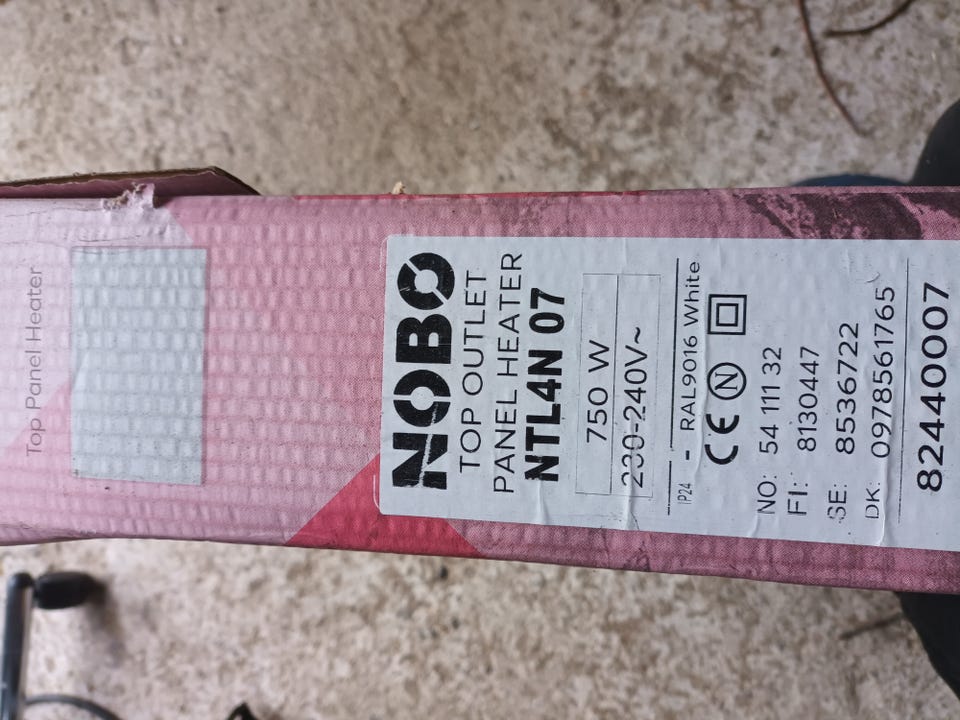 Top Panel Heater
NOBO
TOP OUTLET
PANEL HEATER
NTL4N 07
750 W
230-240V~
IP24 - RAL9016 White
CE N
NO: 54 111 32
FI: 8130447
SE: 8536722
DK: 0978561765
82440007